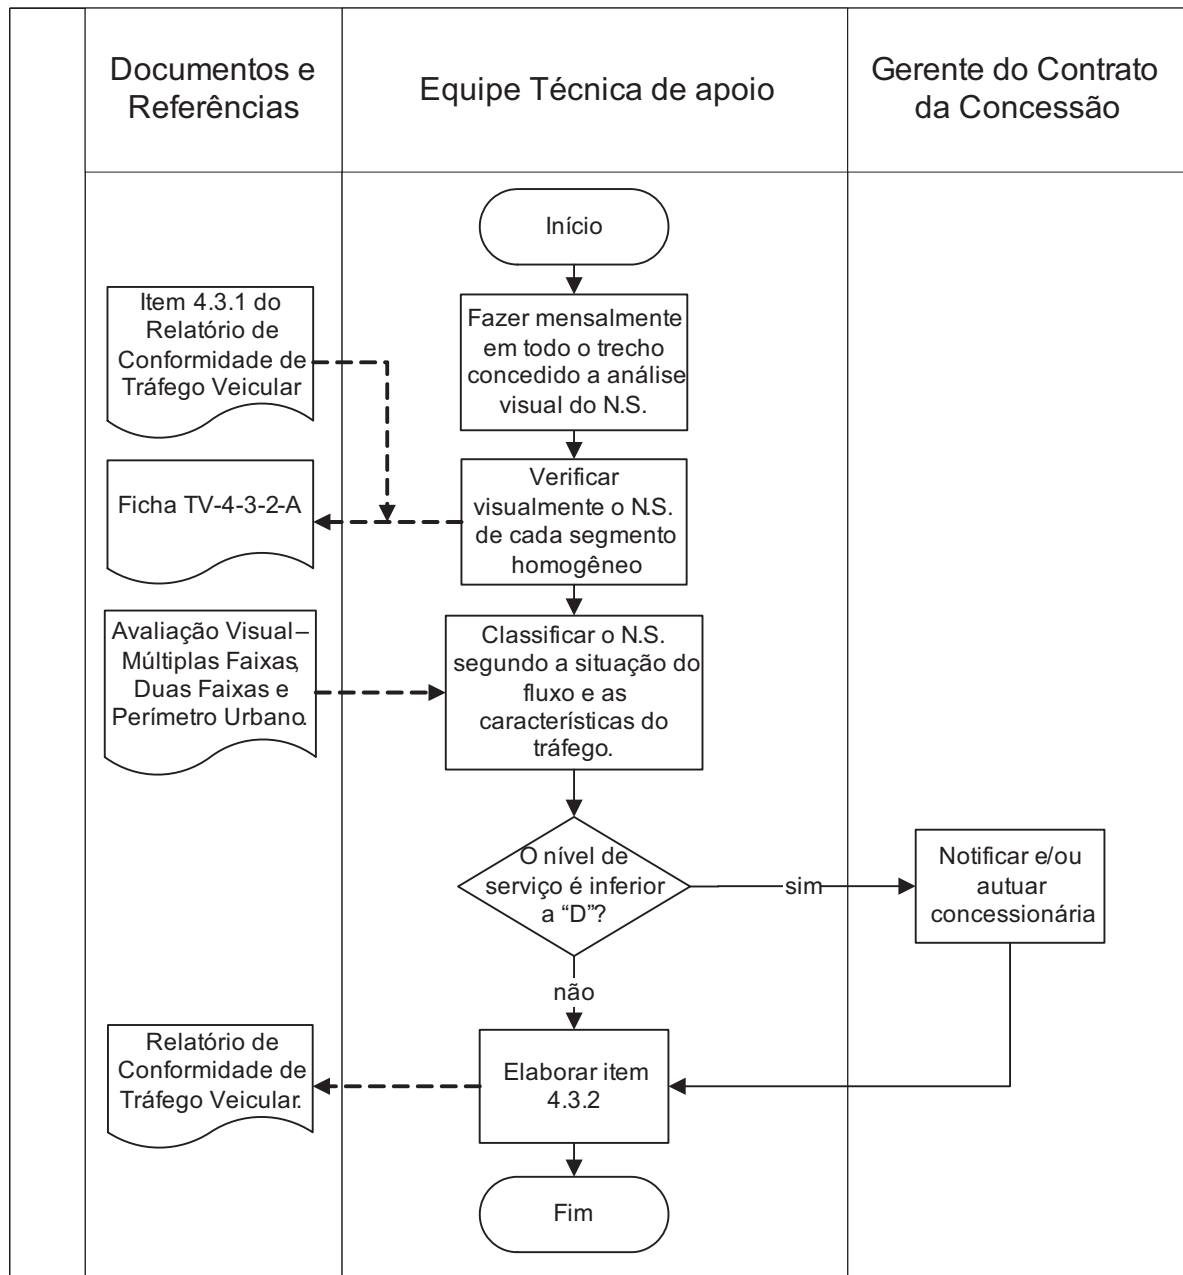 Documentos e
Referências
Equipe Técnica de apoio
Gerente do Contrato
da Concessão
Início
Item 4.3.1 do
Relatório de
Conformidade de
Tráfego Veicular
Fazer mensalmente
em todo o trecho
concedido a análise
visual do N.S.
Ficha TV-4-3-2-A
Verificar
visualmente o N.S.
de cada segmento
homogêneo
Avaliação Visual –
Múltiplas Faixas,
Duas Faixas e
Perímetro Urbano.
Classificar o N.S.
segundo a situação do
fluxo e as
características do
tráfego.
O nível de
serviço é inferior
a “D”?
sim
Notificar e/ou
autuar
concessionária
não
Relatório de
Conformidade de
Tráfego Veicular.
Elaborar item
4.3.2
Fim